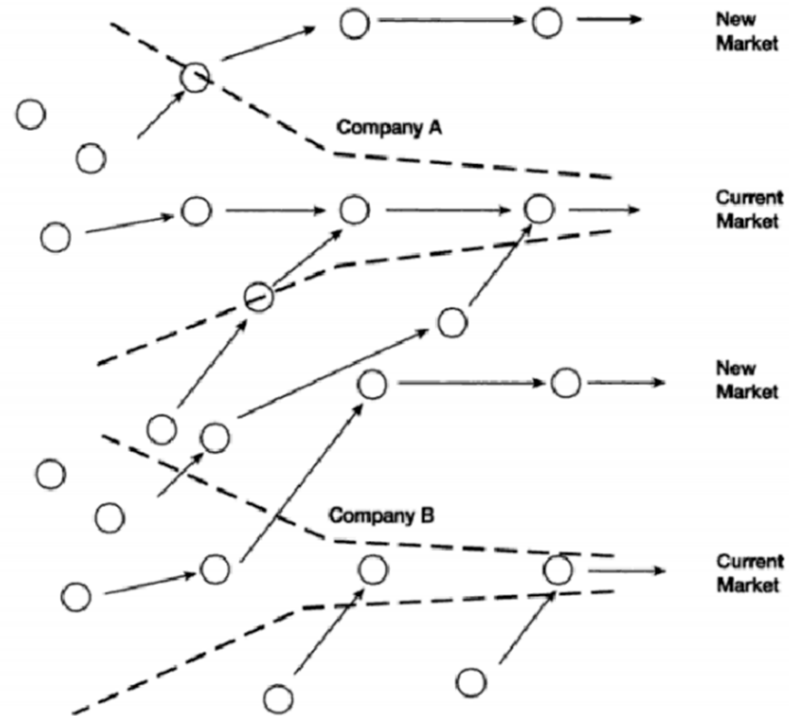 New
Market
Company A
Current
Market
New
Market
Company B
Current
Market